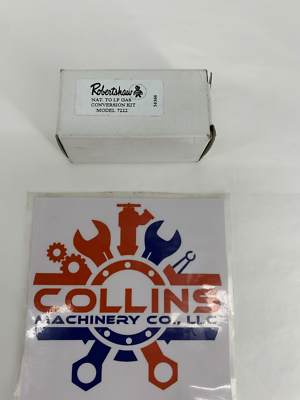 Robertshaw
NAT. TO LP GAS
CONVERSION KIT
MODEL 7222
COLLINS
MACHINERY CO., LLC